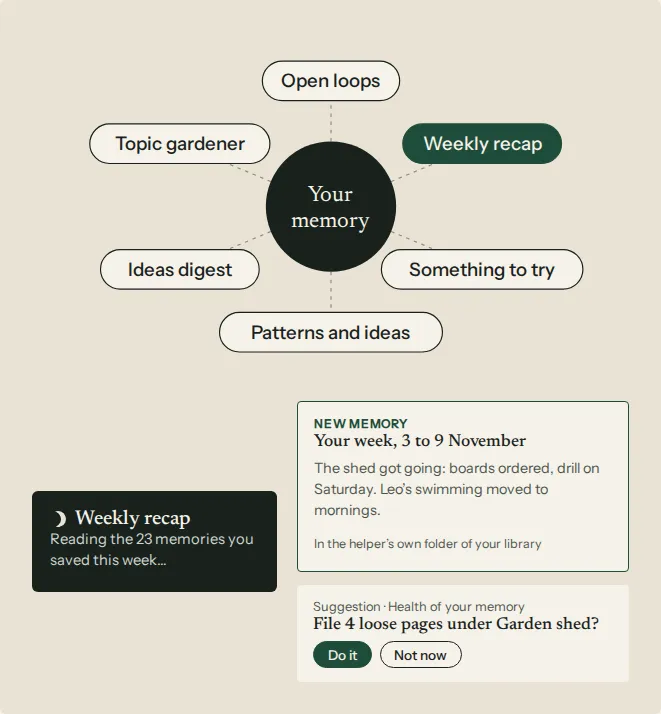 Open loops
Topic gardener
Weekly recap
Your
memory
Ideas digest
Something to try
Patterns and ideas
NEW MEMORY
Your week, 3 to 9 November
The shed got going: boards ordered, drill on
Saturday. Leo’s swimming moved to
mornings.
In the helper’s own folder of your library
Weekly recap
Reading the 23 memories you
saved this week...
Suggestion · Health of your memory
File 4 loose pages under Garden shed?
Do it
Not now